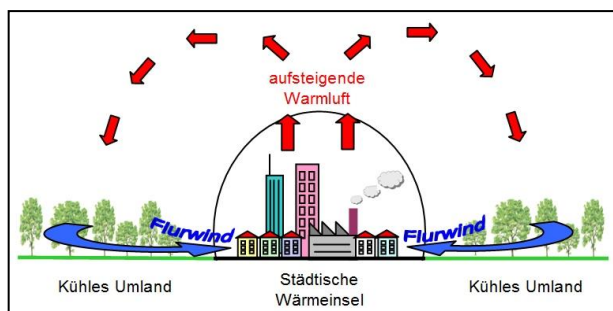 aufsteigende
Warmluft
Flurwind
Flurwind
Kühles Umland
Städtische
Wärmeinsel
Kühles Umland